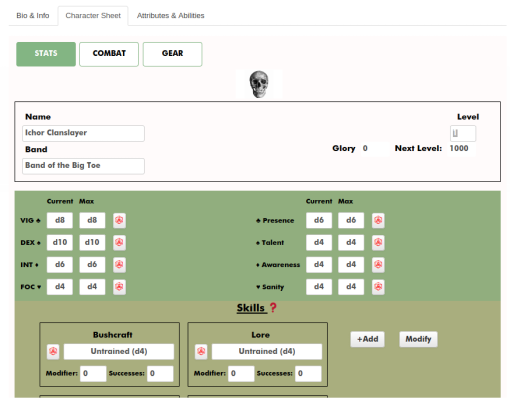 Bio & Info Character Sheet Attributes & Abilities
STATS COMBAT GEAR
Name Level
Ichor Clanslayer
Band Glory 0 Next Level: 1000
Band of the Big Toe
Current Max Current Max
VIG ♠ d8 d8 ♠ Presence d6 d6
DEX ♣ d10 d10 ♣ Talent d4 d4
INT ♦ d6 d6 ♦ Awareness d4 d4
FOC ♥ d4 d4 ♥ Sanity d4 d4
Skills ?
Bushcraft Lore +Add Modify
Untrained (d4) Untrained (d4)
Modifier: 0 Successes: 0 Modifier: 0 Successes: 0